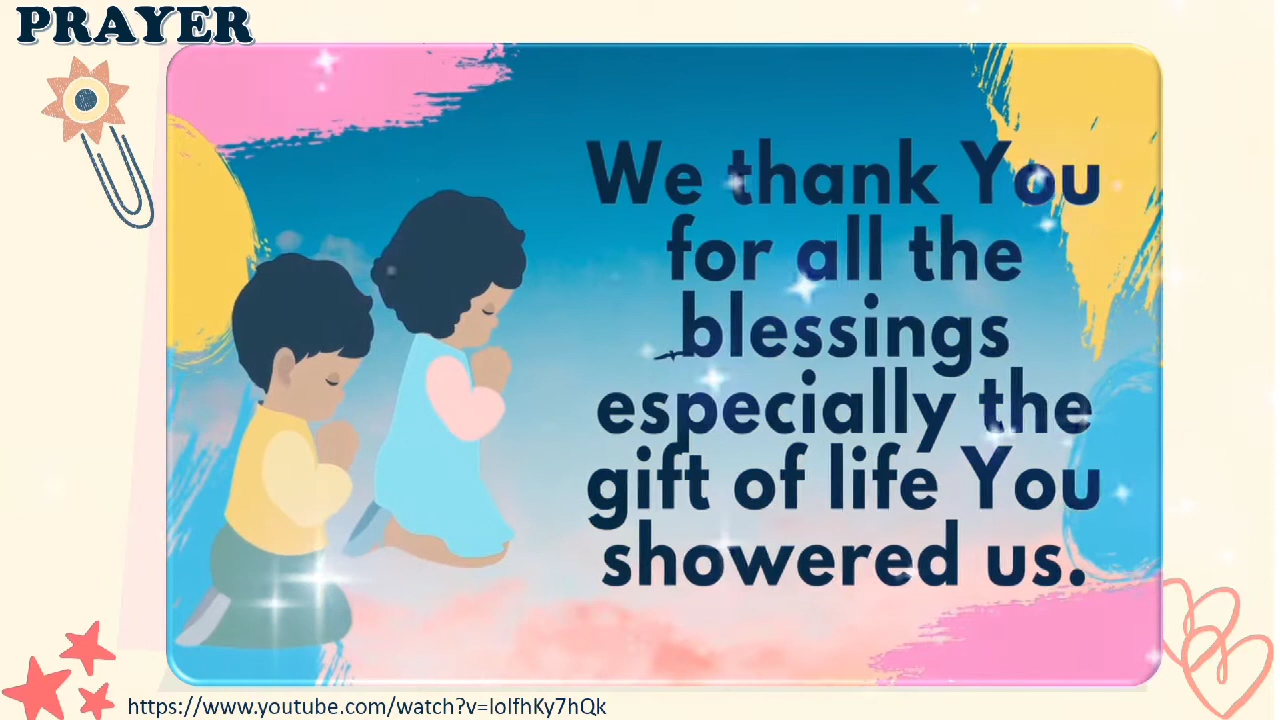 PRAYER
We thank You
for all the
blessings
especially the
gift of life You
showered us.
https://www.youtube.com/watch?v=lolfhKy7hQk